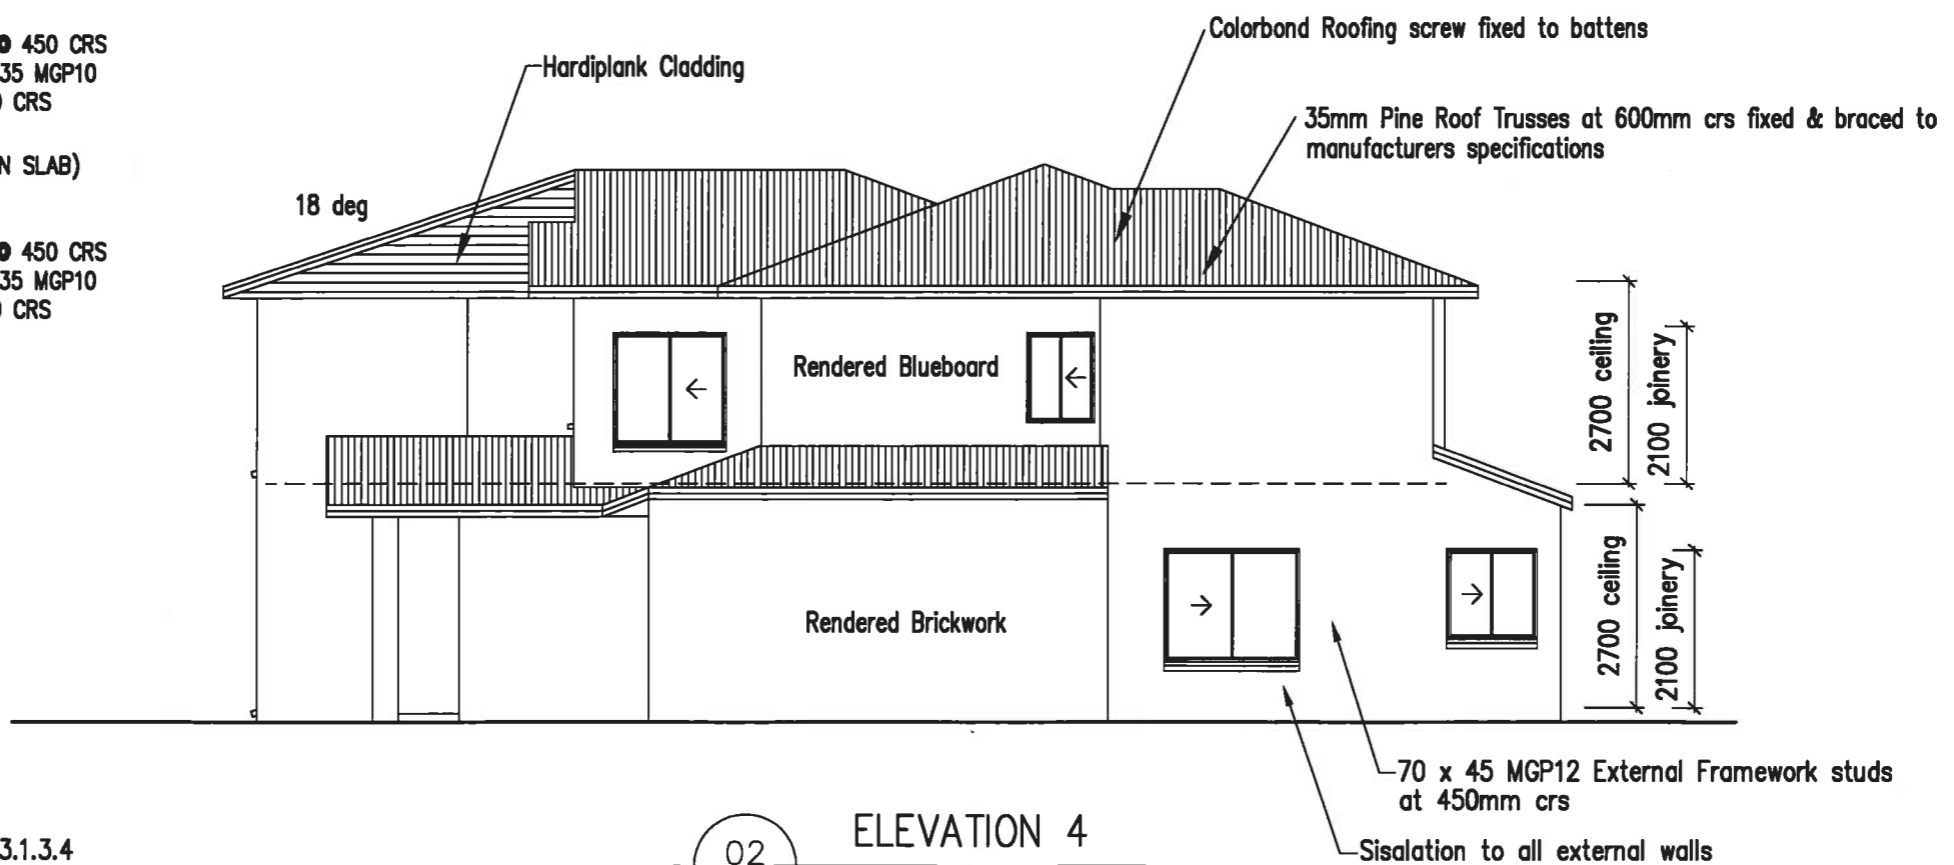 450 CRS
35 MGP10
CRS
N SLAB)
450 CRS
35 MGP10
CRS
3.1.3.4
Hardiplank Cladding
Colorbond Roofing screw fixed to battens
35mm Pine Roof Trusses at 600mm crs fixed & braced to
manufacturers specifications
18 deg
Rendered Blueboard
2700 ceiling
2100 joinery
Rendered Brickwork
2700 ceiling
2100 joinery
70 x 45 MGP12 External Framework studs
at 450mm crs
Sisalation to all external walls
02
ELEVATION 4